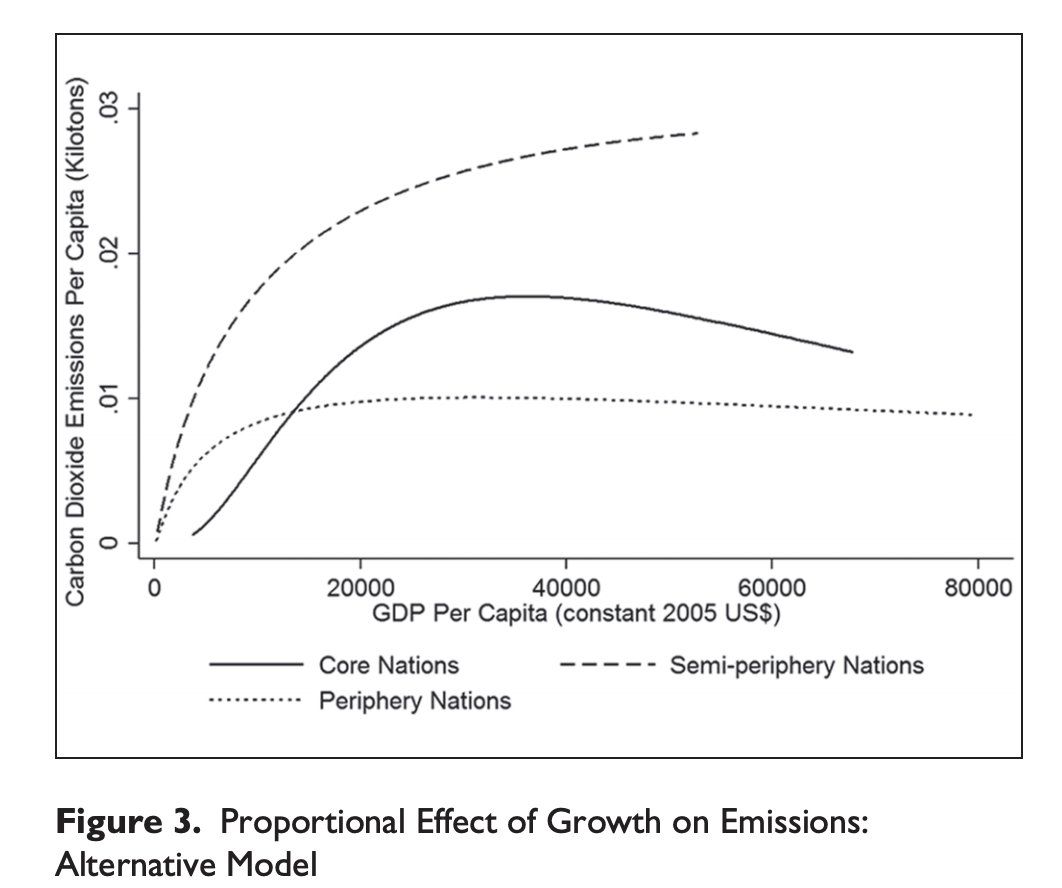 Carbon Dioxide Emissions Per Capita (Kilotons)
.03
.02
.01
0
0 20000 40000 60000 80000
GDP Per Capita (constant 2005 US$)
Core Nations Semi-periphery Nations
Periphery Nations
Figure 3. Proportional Effect of Growth on Emissions:
Alternative Model